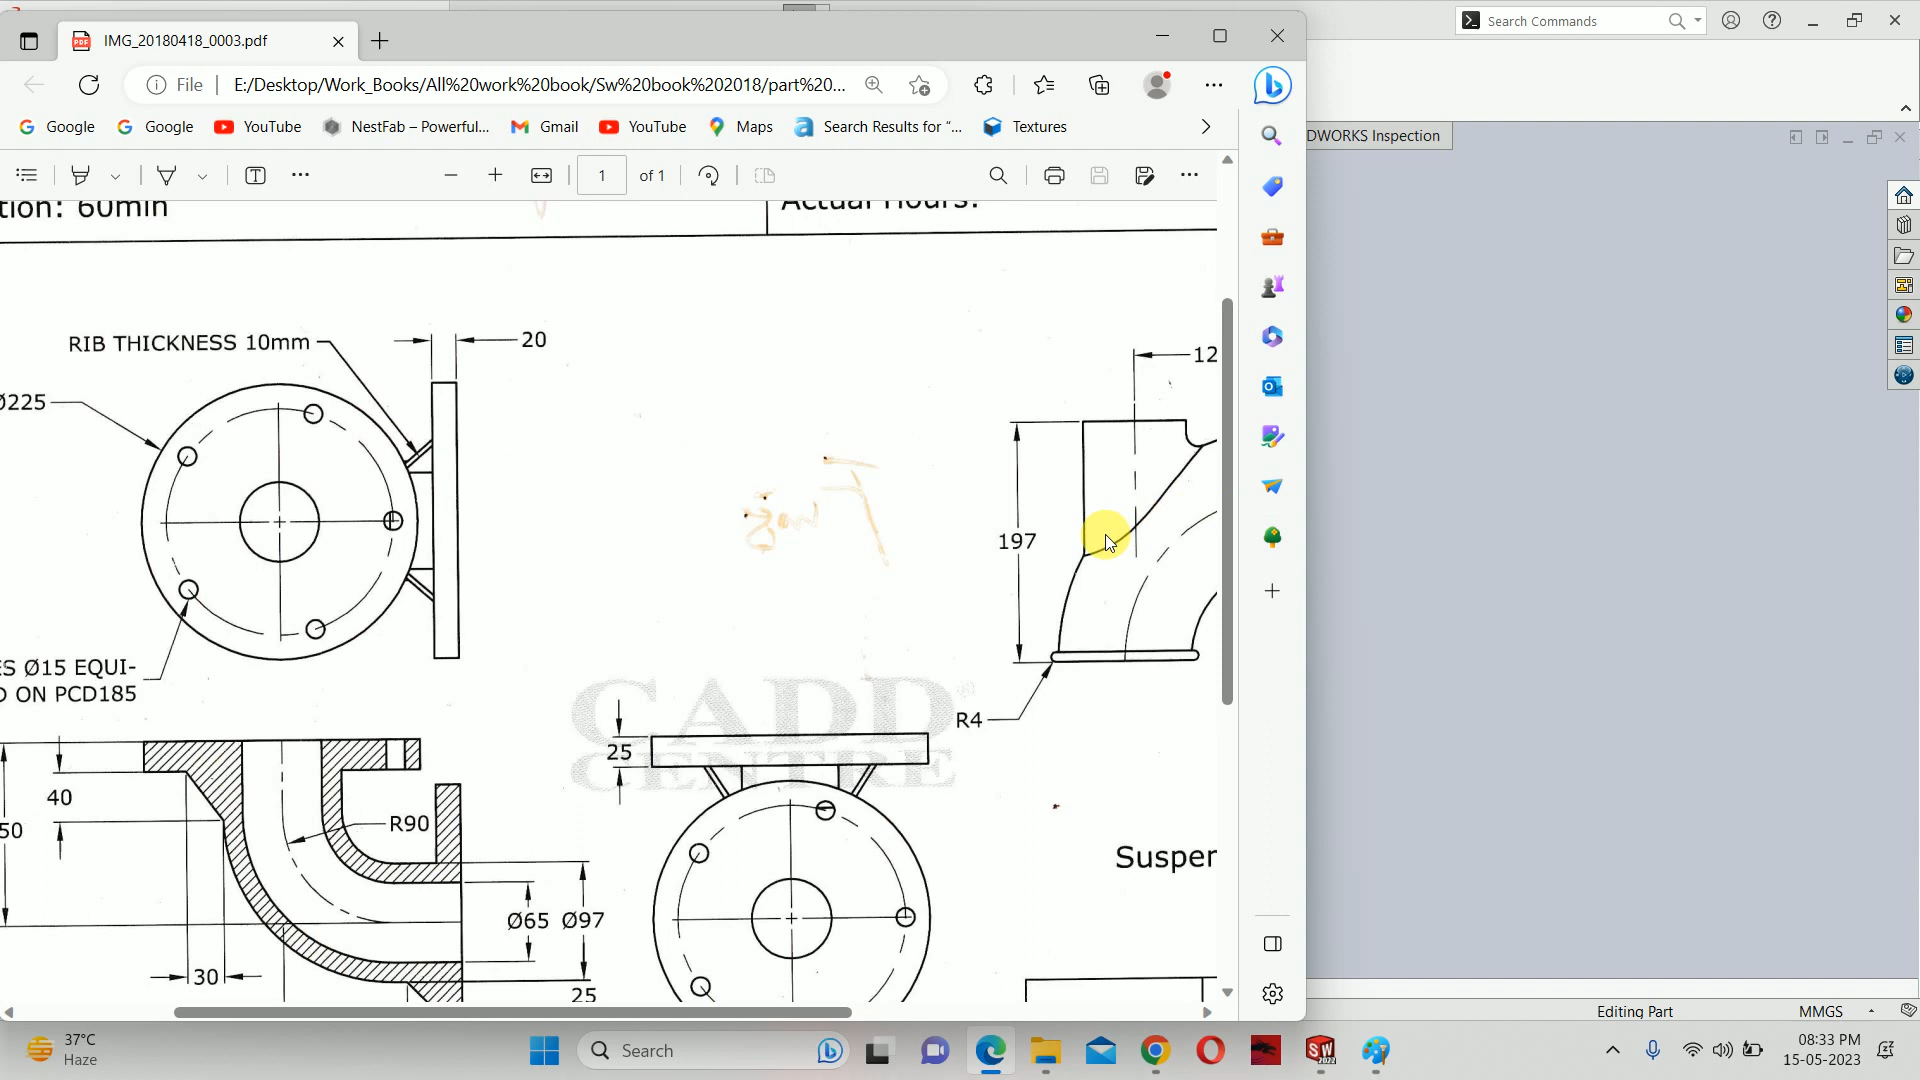 Search Commands
IMG_20180418_0003.pdf
File
E:/Desktop/Work_Books/All%20work%20book/Sw%20book%202018/part%20...
Google
Google
YouTube
NestFab – Powerful...
Gmail
YouTube
Maps
Search Results for “...
Textures
DWORKS Inspection
1
of 1
tion: 60min
Actual Hours:
RIB THICKNESS 10mm
20
Ø225
12
197
ES Ø15 EQUI-
D ON PCD185
R4
CADD
CENTRE
25
40
50
R90
Ø65
Ø97
Susper
30
25
Editing Part
MMGS
37°C
Haze
Search
SW
2022
08:33 PM
15-05-2023